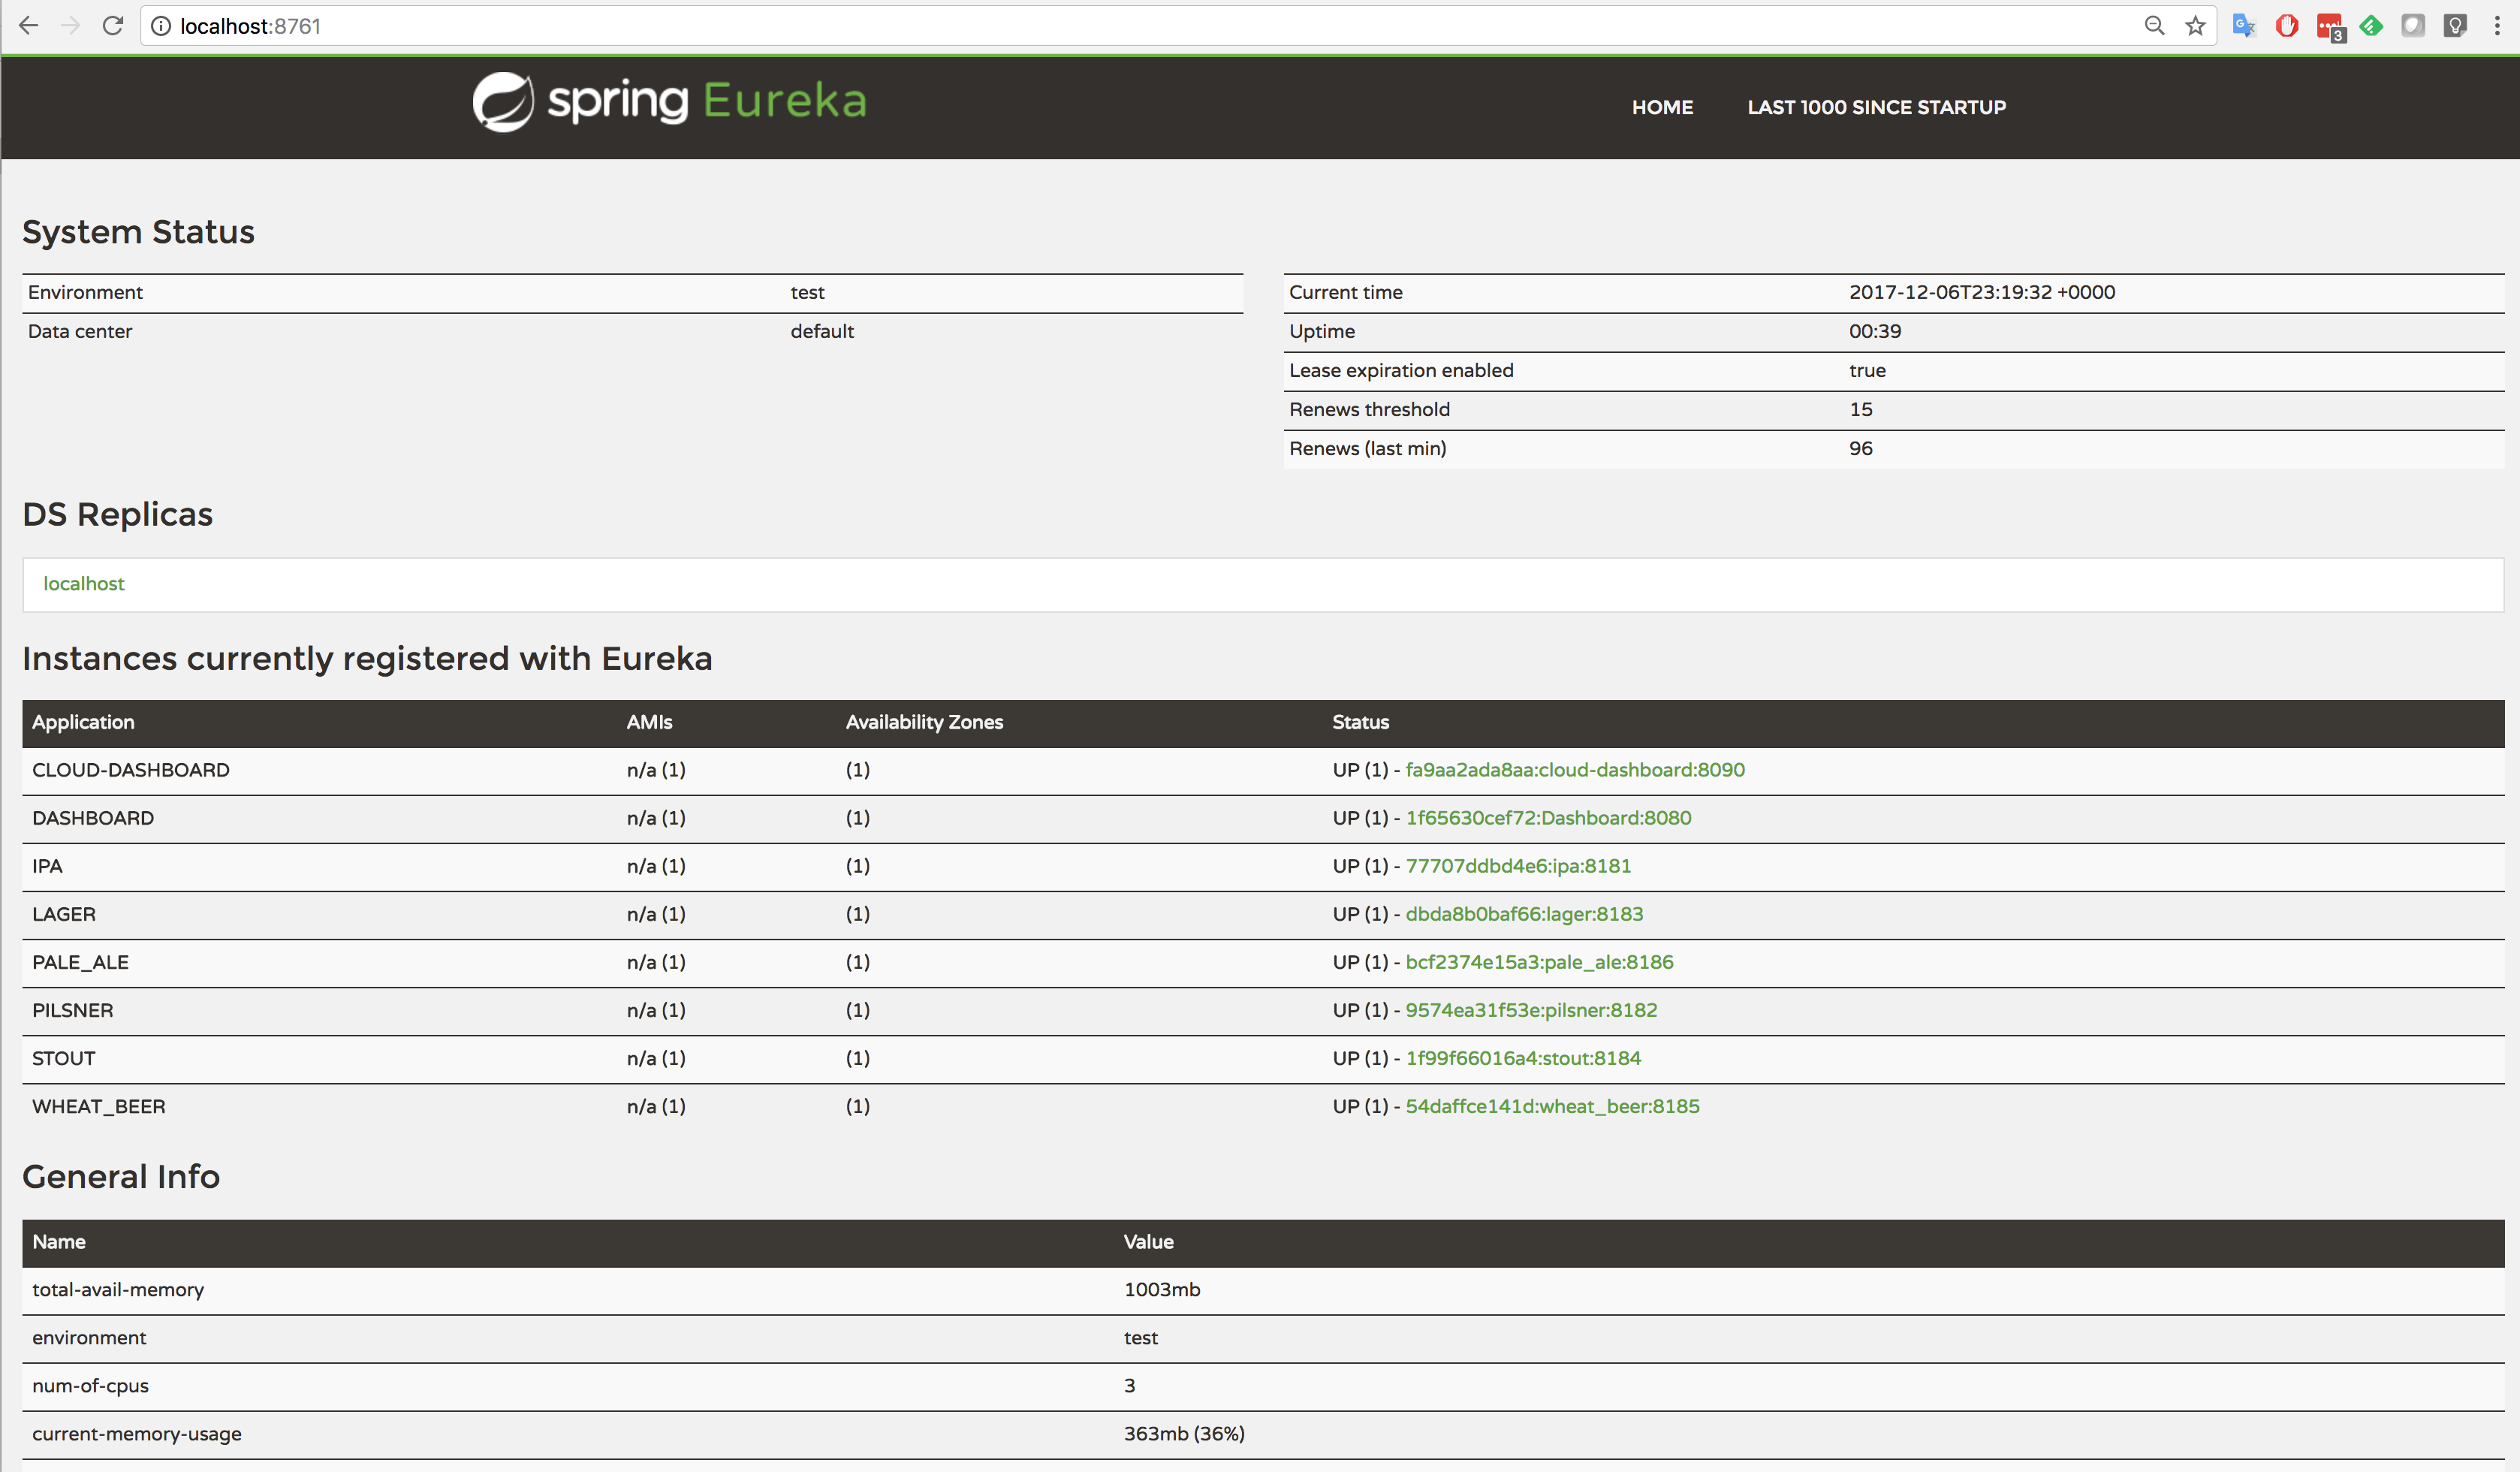 localhost:8761
3
spring Eureka
HOME LAST 1000 SINCE STARTUP
System Status
Environment test
Data center default
Current time 2017-12-06T23:19:32 +0000
Uptime 00:39
Lease expiration enabled true
Renews threshold 15
Renews (last min) 96
DS Replicas
localhost
Instances currently registered with Eureka
Application AMIs Availability Zones Status
CLOUD-DASHBOARD n/a (1) (1) UP (1) - fa9aa2ada8aa:cloud-dashboard:8090
DASHBOARD n/a (1) (1) UP (1) - 1f65630cef72:Dashboard:8080
IPA n/a (1) (1) UP (1) - 77707ddbd4e6:ipa:8181
LAGER n/a (1) (1) UP (1) - dbda8b0baf66:lager:8183
PALE_ALE n/a (1) (1) UP (1) - bcf2374e15a3:pale_ale:8186
PILSNER n/a (1) (1) UP (1) - 9574ea31f53e:pilsner:8182
STOUT n/a (1) (1) UP (1) - 1f99f66016a4:stout:8184
WHEAT_BEER n/a (1) (1) UP (1) - 54daffce141d:wheat_beer:8185
General Info
Name Value
total-avail-memory 1003mb
environment test
num-of-cpus 3
current-memory-usage 363mb (36%)